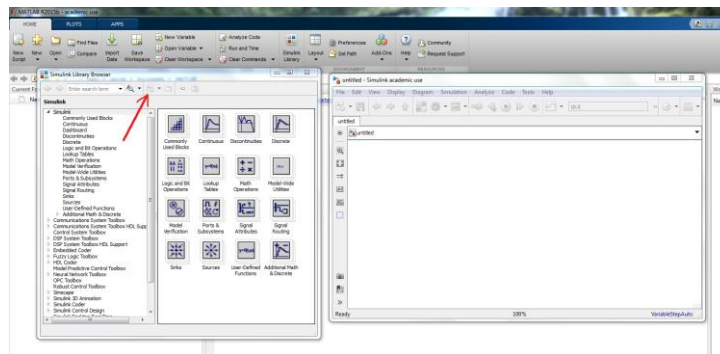 MATLAB R2015b - academic use
HOME
PLOTS
APPS
New Script
New
Open
Find Files
Compare
Import Data
Save Workspace
New Variable
Open Variable
Clear Workspace
Analyze Code
Run and Time
Clear Commands
Simulink Library
Layout
Preferences
Set Path
Add-Ons
Help
Community
Request Support
ENVIRONMENT
RESOURCES
Simulink Library Browser
Enter search term
Simulink
Simulink
Commonly Used Blocks
Continuous
Dashboard
Discontinuities
Discrete
Logic and Bit Operations
Lookup Tables
Math Operations
Model Verification
Model-Wide Utilities
Ports & Subsystems
Signal Attributes
Signal Routing
Sinks
Sources
User-Defined Functions
Additional Math & Discrete
Communications System Toolbox
Communications System Toolbox HDL Supp
Control System Toolbox
DSP System Toolbox
DSP System Toolbox HDL Support
Embedded Coder
Fuzzy Logic Toolbox
HDL Coder
Model Predictive Control Toolbox
Neural Network Toolbox
OPC Toolbox
Robust Control Toolbox
Simscape
Simulink 3D Animation
Simulink Coder
Simulink Control Design
Commonly Used Blocks
Continuous
Discontinuities
Discrete
Logic and Bit Operations
Lookup Tables
Math Operations
Model-Wide Utilities
Model Verification
Ports & Subsystems
Signal Attributes
Signal Routing
Sinks
Sources
User-Defined Functions
Additional Math & Discrete
untitled - Simulink academic use
File Edit View Display Diagram Simulation Analysis Code Tools Help
untitled
untitled
Ready
100%
VariableStepAuto